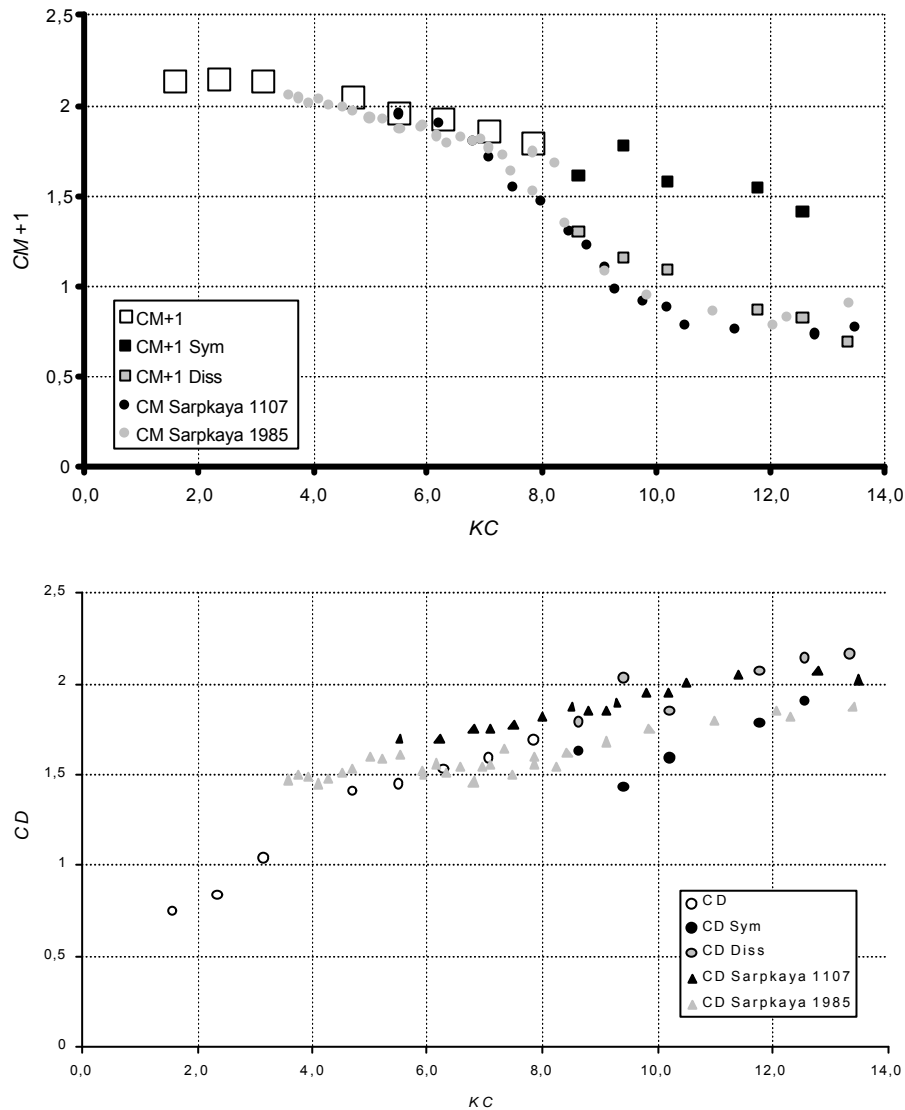 2,5
2
1,5
1
0,5
0
CM +1
CM+1
CM+1 Sym
CM+1 Diss
CM Sarpkaya 1107
CM Sarpkaya 1985
0,0 2,0 4,0 6,0 8,0 10,0 12,0 14,0
KC
2,5
2
1,5
1
0,5
0
CD
CD
CD Sym
CD Diss
CD Sarpkaya 1107
CD Sarpkaya 1985
0,0 2,0 4,0 6,0 8,0 10,0 12,0 14,0
KC